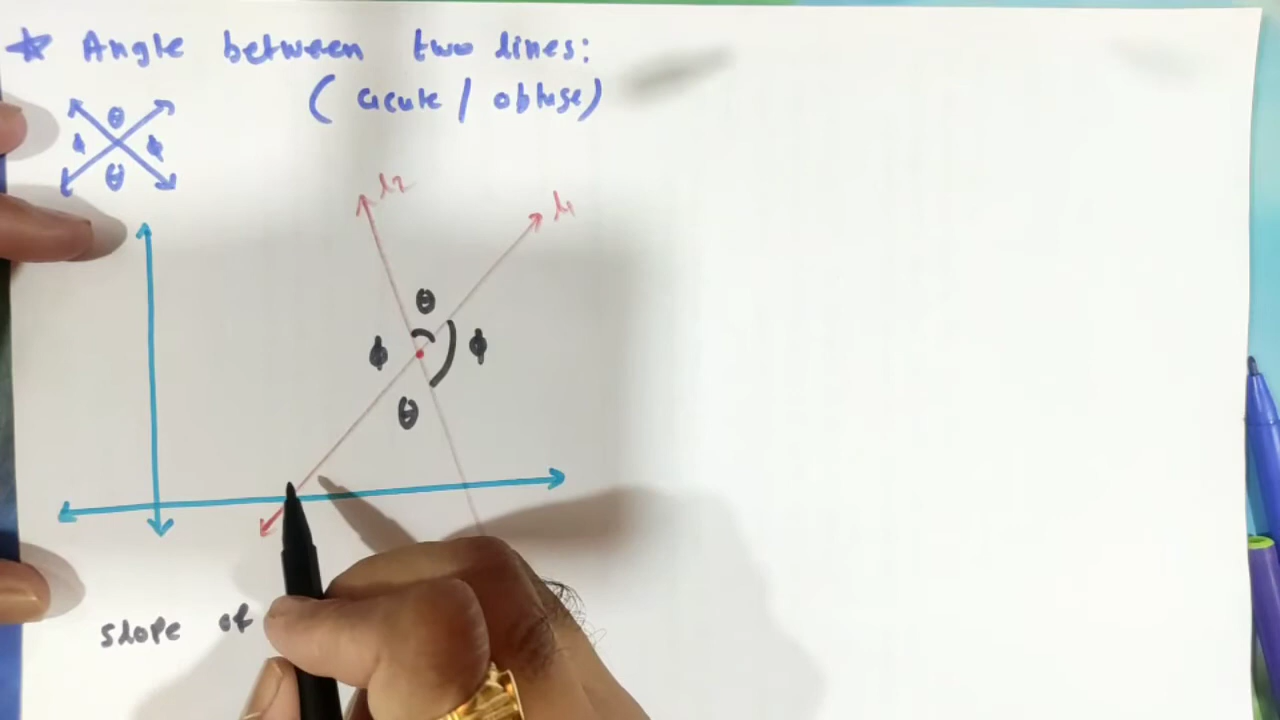 ★ Angle between two lines:
(acute / obtuse)
θ
ϕ ϕ
θ
l2 l1
θ
ϕ ϕ
θ
slope of